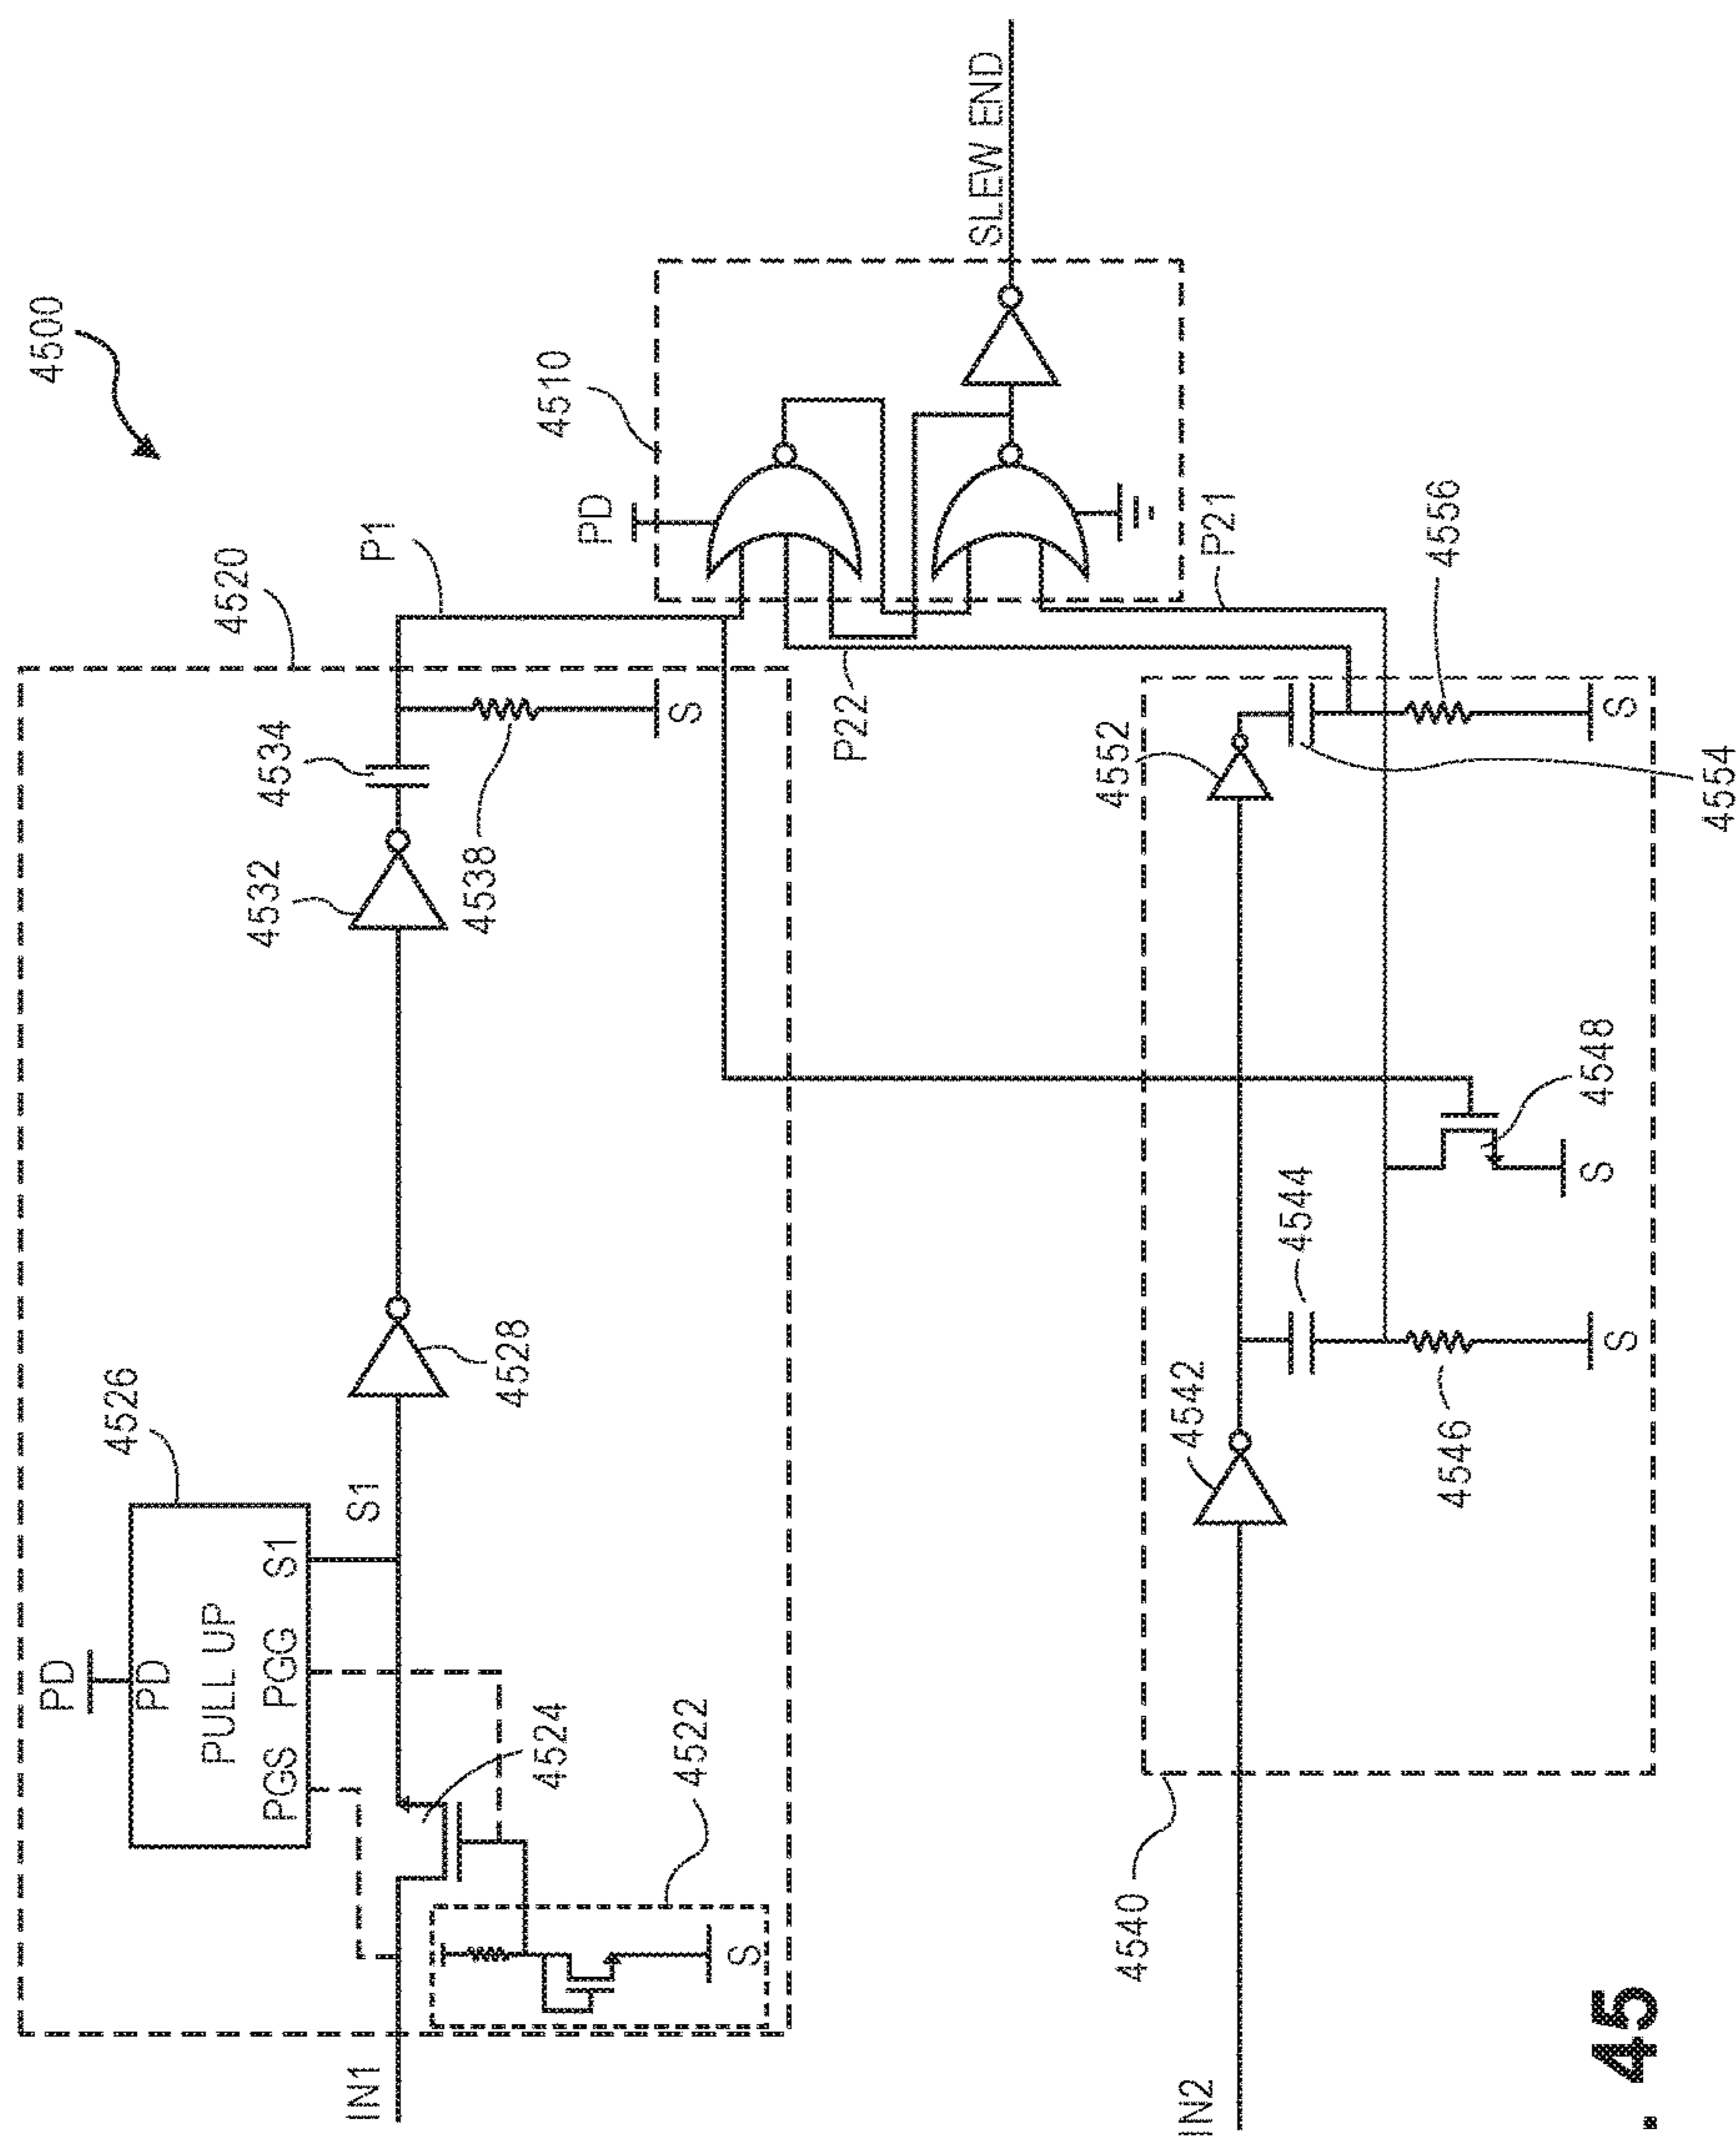 4500
4520
4526
PD
PD
PULL UP
PGS PGG S1
S1
4528
4532
4534
4538
S
P1
4524
4522
S
IN1
PD
4510
SLEW END
P22
P21
4540
4542
4544
4546
S
4548
S
4552
4554
4556
S
IN2
. 45